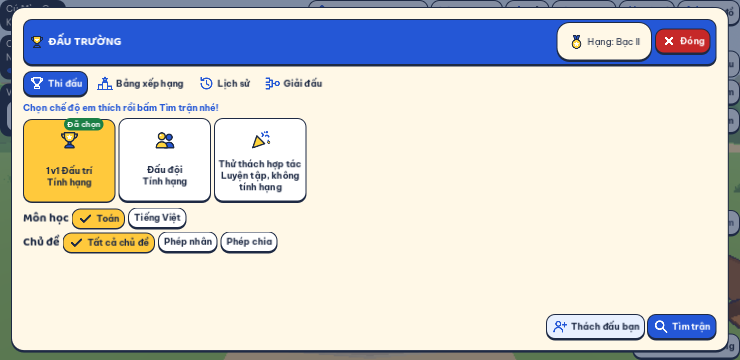 ĐẤU TRƯỜNG
Hạng: Bạc II
Đóng
Thi đấu
Bảng xếp hạng
Lịch sử
Giải đấu
Chọn chế độ em thích rồi bấm Tìm trận nhé!
Đã chọn
1v1 Đấu trí
Tính hạng
Đấu đội
Tính hạng
Thử thách hợp tác
Luyện tập, không
tính hạng
Môn học
Toán
Tiếng Việt
Chủ đề
Tất cả chủ đề
Phép nhân
Phép chia
Thách đấu bạn
Tìm trận